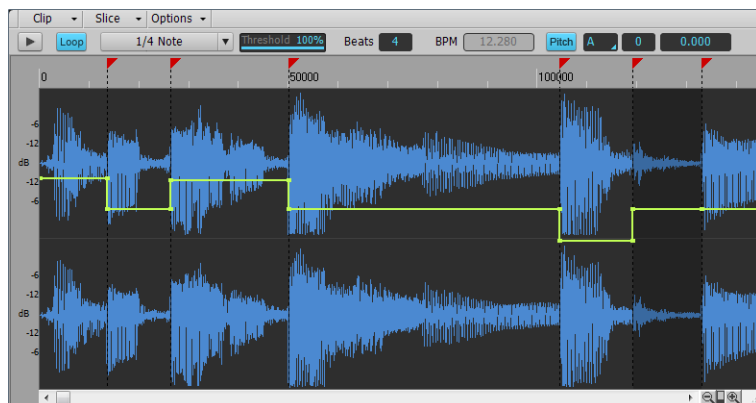 Clip Slice Options
Loop 1/4 Note Threshold 100% Beats 4 BPM 12.280 Pitch A 0 0.000
0 50000 100000
-6
-12
dB
-12
-6
-6
-12
dB
-12
-6